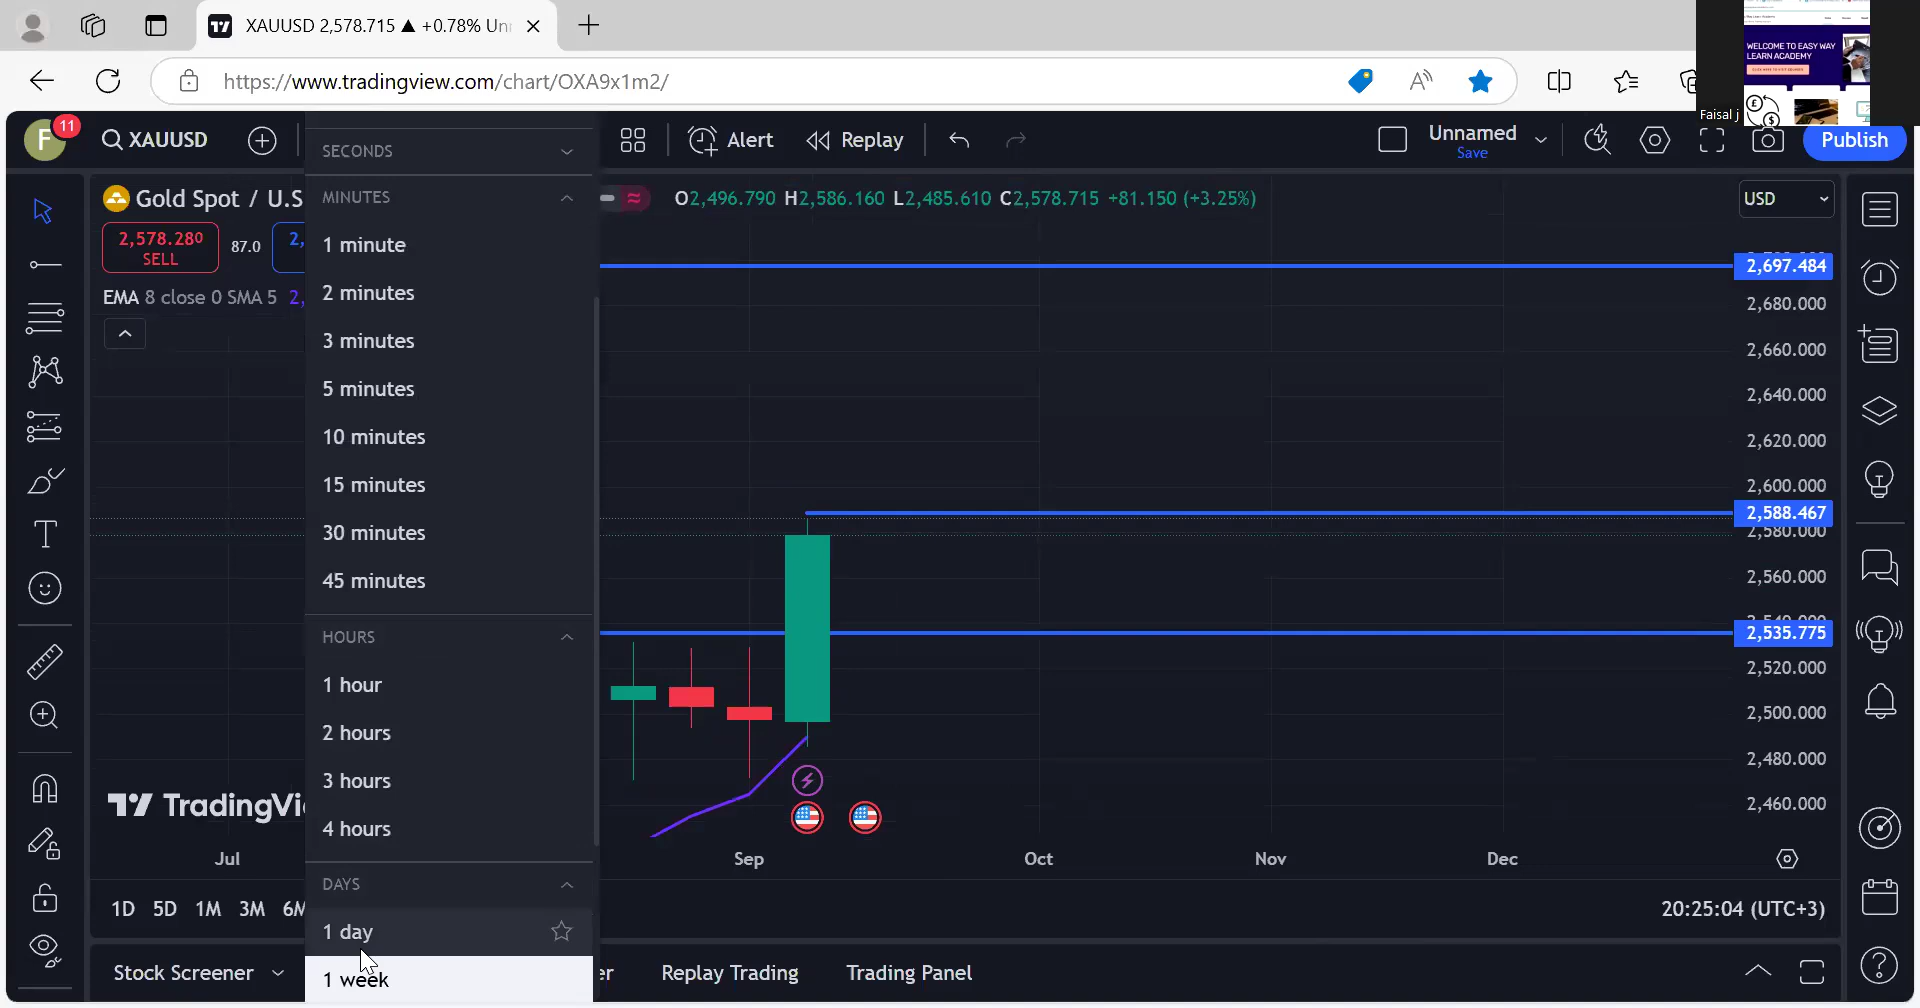 XAUUSD 2,578.715 ▲ +0.78% Un
https://www.tradingview.com/chart/OXA9x1m2/
WELCOME TO EASY WAY
LEARN ACADEMY
Faisal j
F
11
XAUUSD
Alert
Replay
Unnamed
Save
Publish
SECONDS
MINUTES
1 minute
2 minutes
3 minutes
5 minutes
10 minutes
15 minutes
30 minutes
45 minutes
HOURS
1 hour
2 hours
3 hours
4 hours
DAYS
1 day
1 week
Gold Spot / U.S
O2,496.790 H2,586.160 L2,485.610 C2,578.715 +81.150 (+3.25%)
2,578.280
SELL
87.0
2,
EMA 8 close 0 SMA 5 2,
USD
2,697.484
2,680.000
2,660.000
2,640.000
2,620.000
2,600.000
2,588.467
2,580.000
2,560.000
2,535.775
2,520.000
2,500.000
2,480.000
2,460.000
TradingVi
Jul
Sep
Oct
Nov
Dec
1D 5D 1M 3M 6M
20:25:04 (UTC+3)
Stock Screener
er
Replay Trading
Trading Panel